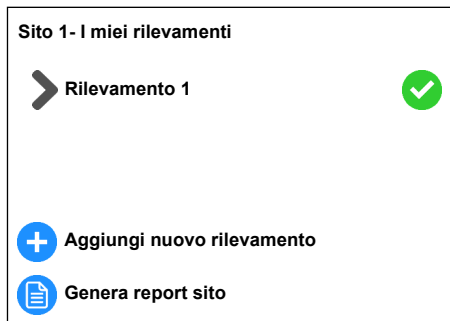 Sito 1- I miei rilevamenti
Rilevamento 1
Aggiungi nuovo rilevamento
Genera report sito